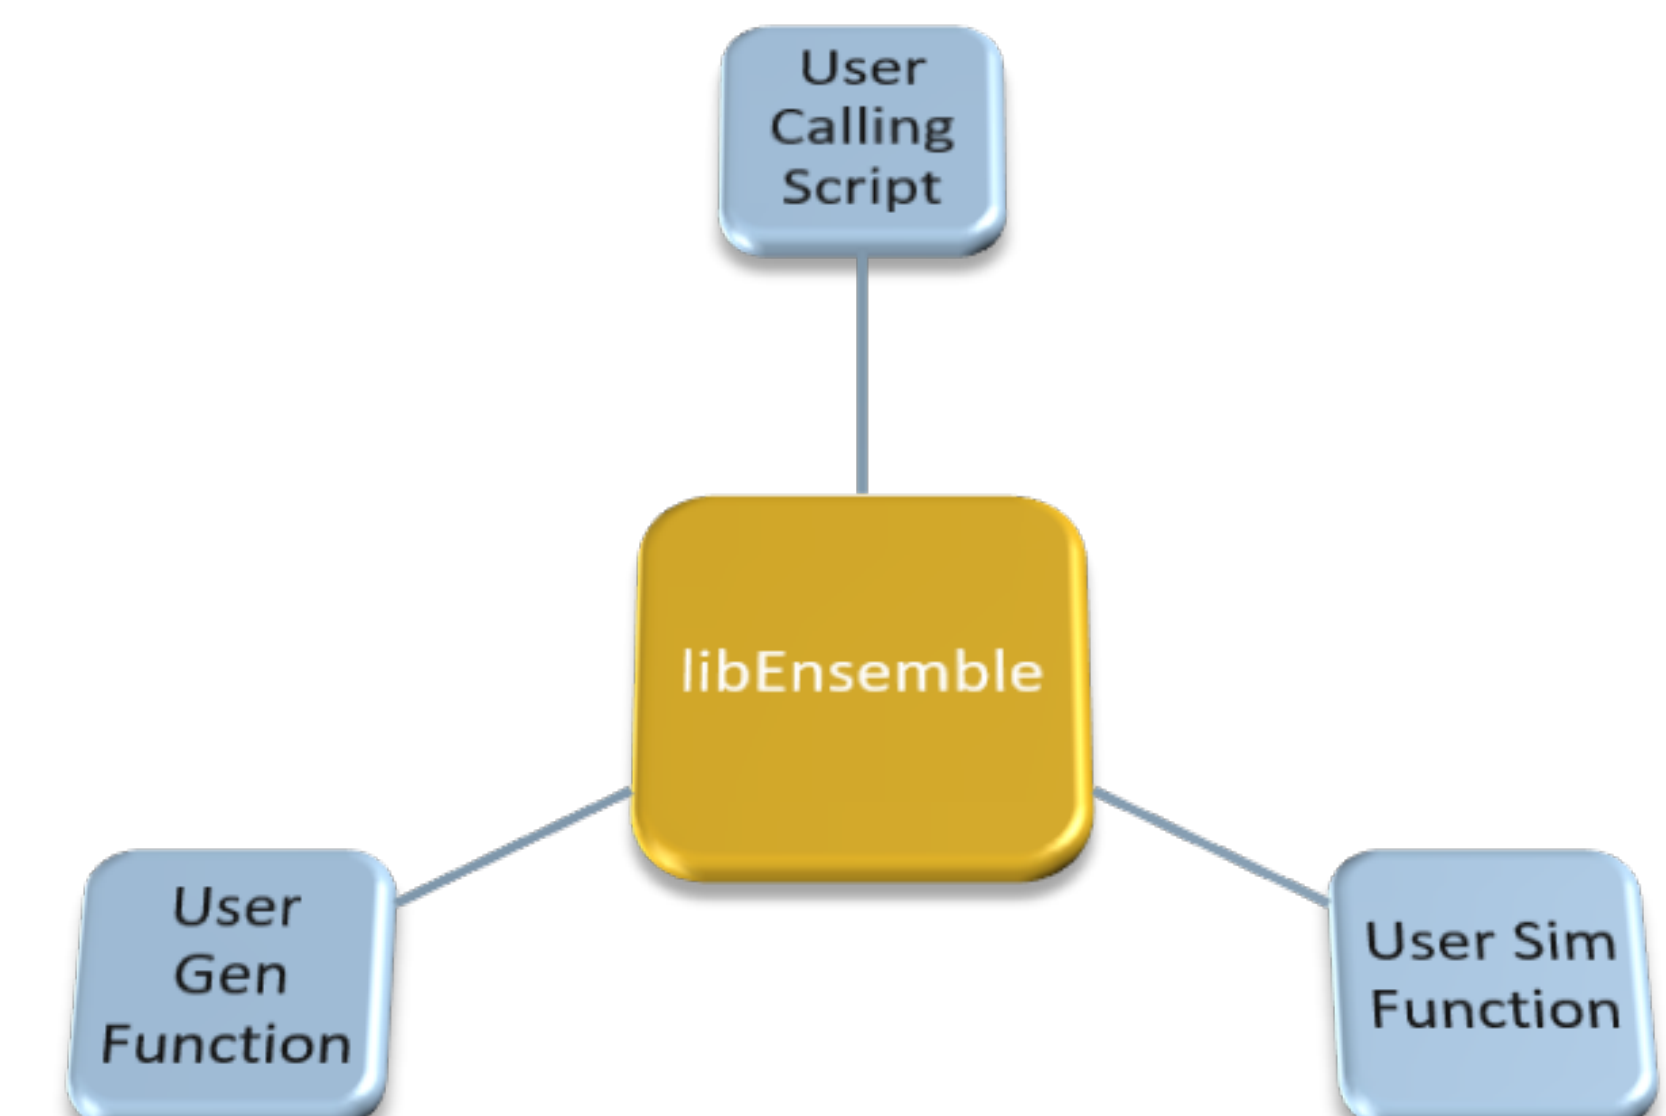 User
Calling
Script
libEnsemble
User
Gen
Function
User Sim
Function